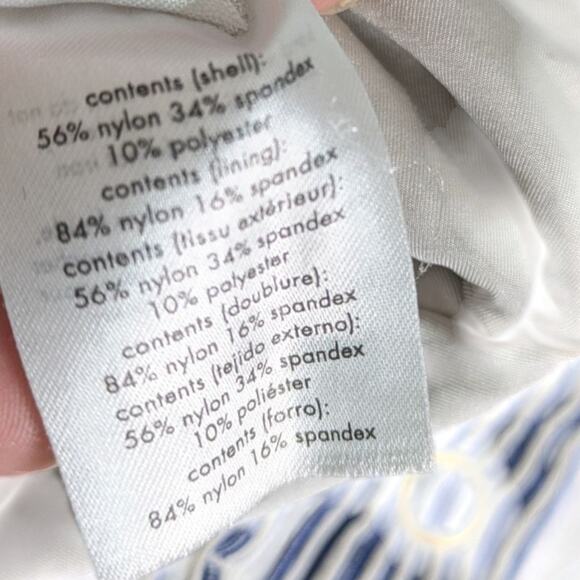 contents (shell):
56% nylon 34% spandex
10% polyester
contents (lining):
84% nylon 16% spandex
contents (tissu extérieur):
56% nylon 34% spandex
10% polyester
contents (doublure):
84% nylon 16% spandex
contents (tejido externo):
56% nylon 34% spandex
10% poliéster
contents (forro):
84% nylon 16% spandex